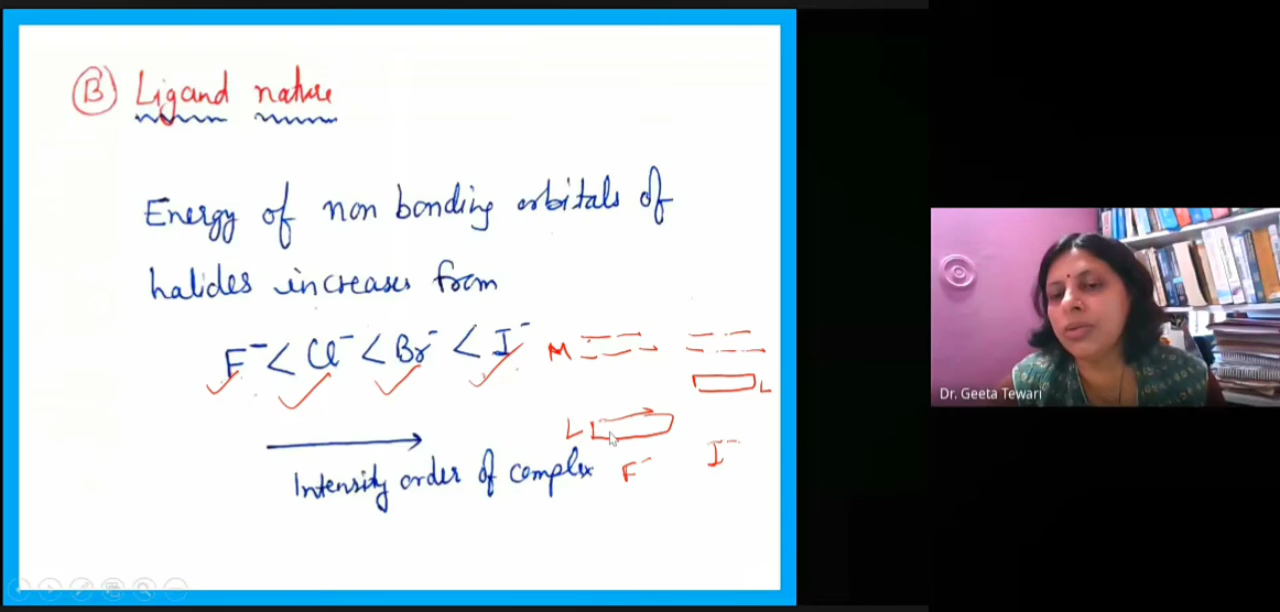 Ⓑ Ligand nature
Energy of non bonding orbitals of
halides increases from
F⁻ < Cl⁻ < Br⁻ < I⁻
M
L
L
F⁻
I⁻
Intensity order of complex
Dr. Geeta Tewari